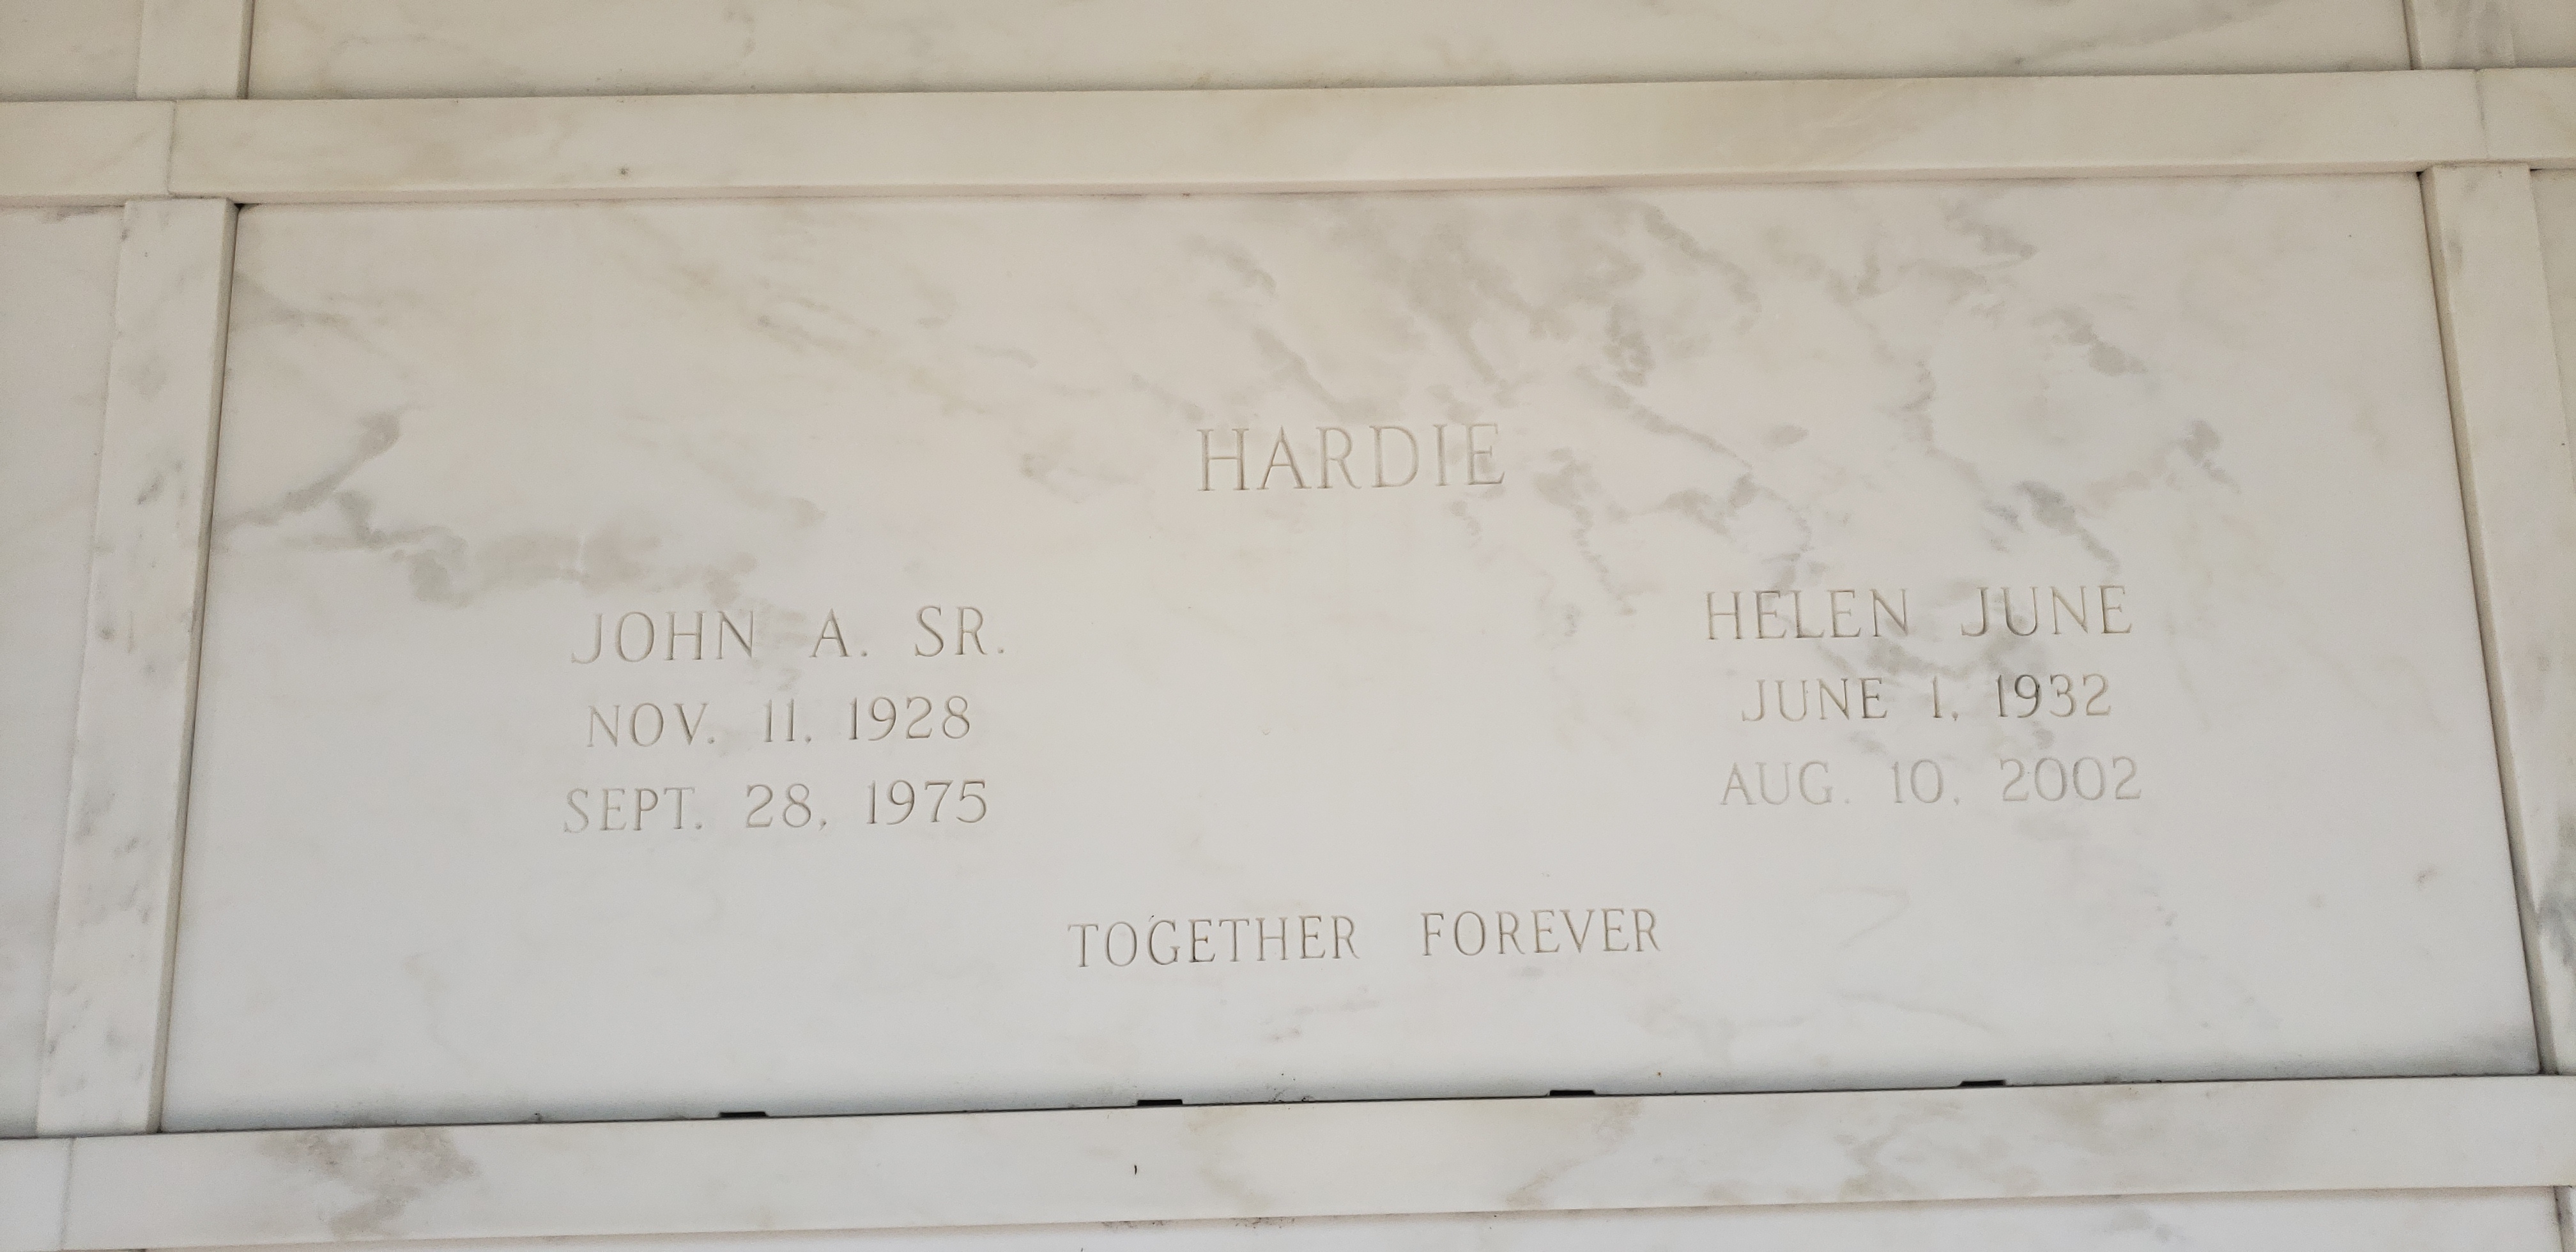 HARDIE
JOHN A. SR.
NOV. 11, 1928
SEPT. 28, 1975
HELEN JUNE
JUNE 1, 1932
AUG. 10, 2002
TOGETHER FOREVER